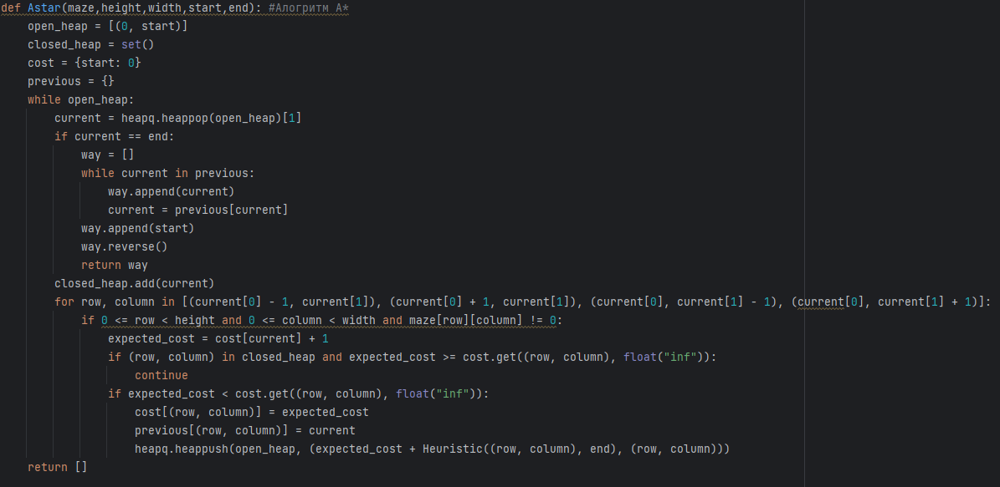 def Astar(maze,height,width,start,end): #Алогритм A*
    open_heap = [(0, start)]
    closed_heap = set()
    cost = {start: 0}
    previous = {}
    while open_heap:
        current = heapq.heappop(open_heap)[1]
        if current == end:
            way = []
            while current in previous:
                way.append(current)
                current = previous[current]
            way.append(start)
            way.reverse()
            return way
        closed_heap.add(current)
        for row, column in [(current[0] - 1, current[1]), (current[0] + 1, current[1]), (current[0], current[1] - 1), (current[0], current[1] + 1)]:
            if 0 <= row < height and 0 <= column < width and maze[row][column] != 0:
                expected_cost = cost[current] + 1
                if (row, column) in closed_heap and expected_cost >= cost.get((row, column), float("inf")):
                    continue
                if expected_cost < cost.get((row, column), float("inf")):
                    cost[(row, column)] = expected_cost
                    previous[(row, column)] = current
                    heapq.heappush(open_heap, (expected_cost + Heuristic((row, column), end), (row, column)))
    return []